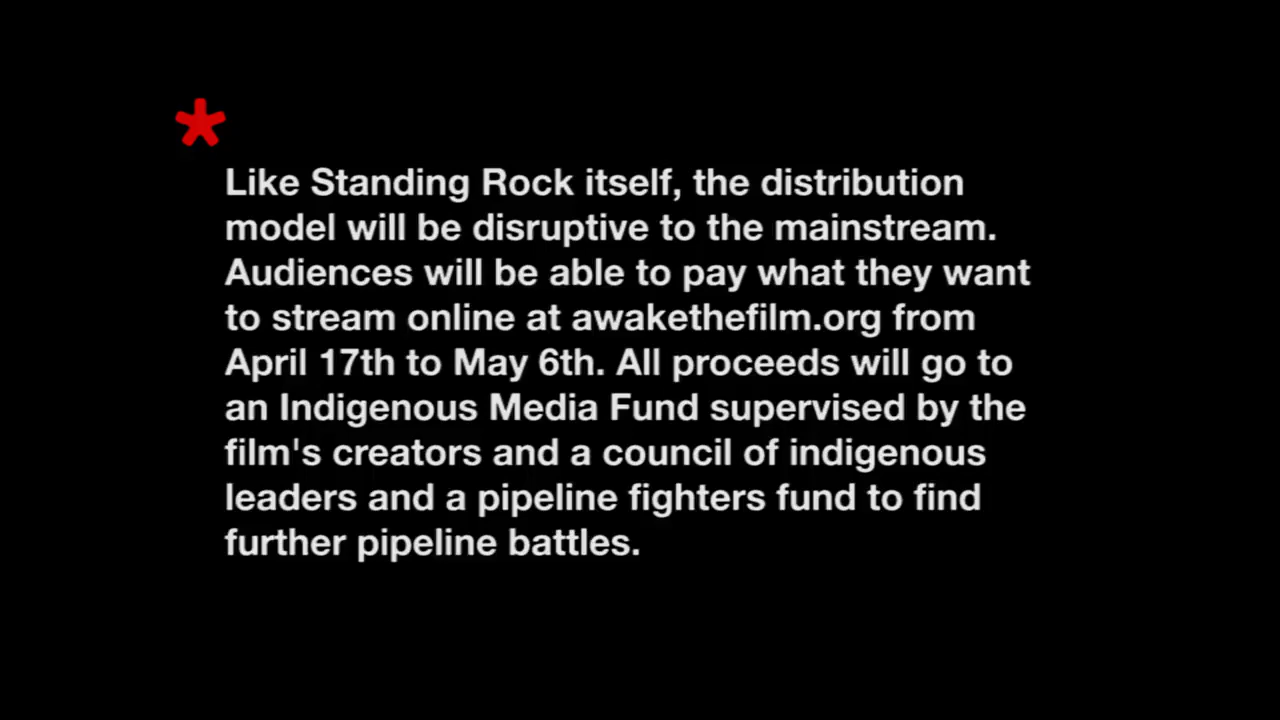 *
Like Standing Rock itself, the distribution
model will be disruptive to the mainstream.
Audiences will be able to pay what they want
to stream online at awakethefilm.org from
April 17th to May 6th. All proceeds will go to
an Indigenous Media Fund supervised by the
film's creators and a council of indigenous
leaders and a pipeline fighters fund to find
further pipeline battles.